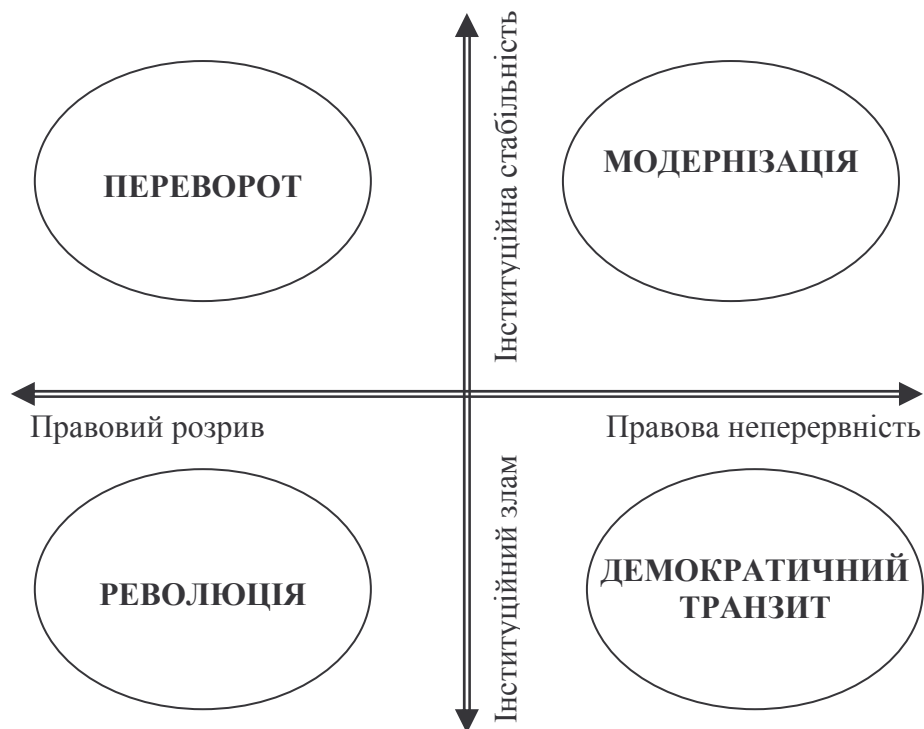 Інституційна стабільність
ПЕРЕВОРОТ
МОДЕРНІЗАЦІЯ
Правовий розрив
Правова неперервність
Інституційний злам
РЕВОЛЮЦІЯ
ДЕМОКРАТИЧНИЙ
ТРАНЗИТ